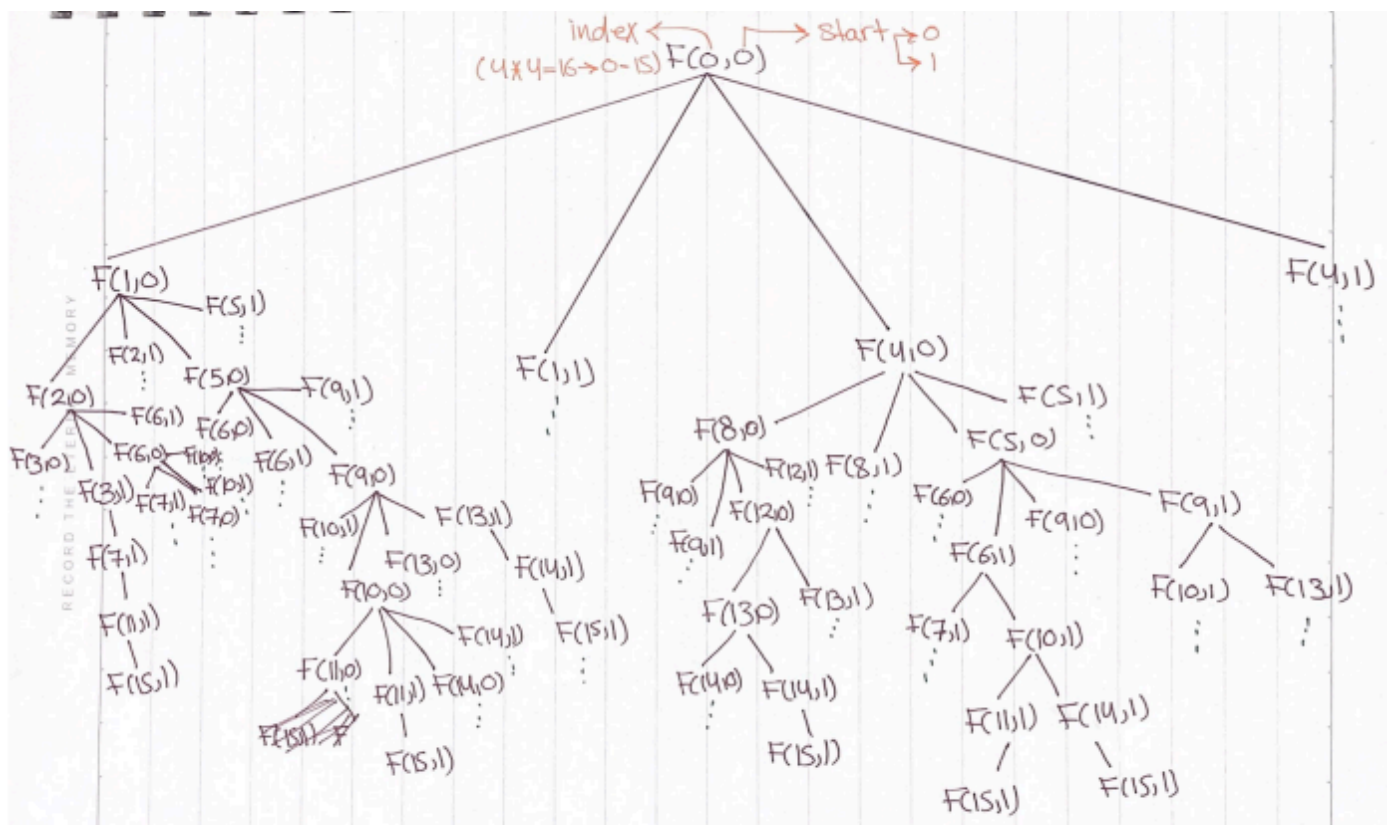 index ← → start → 0
(4*4=16→0-15) F(0,0) → 1
F(1,0) F(4,1)
F(5,1)
F(2,1) F(1,1) F(4,0)
F(5,0) F(9,1)
F(2,0) F(6,1) F(5,1)
F(6,0) F(8,0) F(5,0)
F(3,0) F(6,0) F(6,1) F(9,0) F(12,1) F(8,1)
F(3,1) F(7,1) F(10,1) F(9,0) F(12,0) F(6,0) F(9,0) F(9,1)
F(7,0) F(10,1) F(13,1) F(9,1)
F(7,1) F(13,0) F(14,1) F(6,1)
F(10,0) F(13,0) F(13,1) F(10,1) F(13,1)
F(11,1) F(14,1) F(15,1) F(7,1) F(10,1)
F(15,1) F(11,0) F(11,1) F(14,0) F(14,0) F(14,1) F(11,1) F(14,1)
F(15,1) F(15,1) F(15,1) F(15,1)
RECORD THE ETERNAL MEMORY